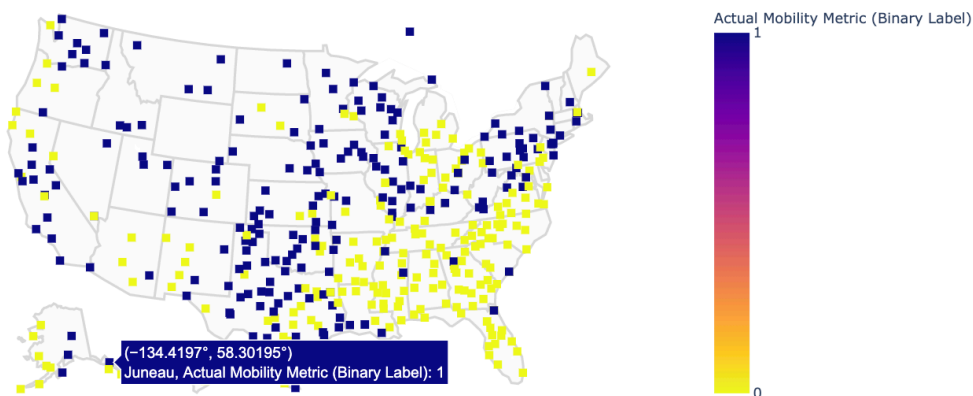 Actual Mobility Metric (Binary Label)
1
0
(−134.4197°, 58.30195°)
Juneau, Actual Mobility Metric (Binary Label): 1